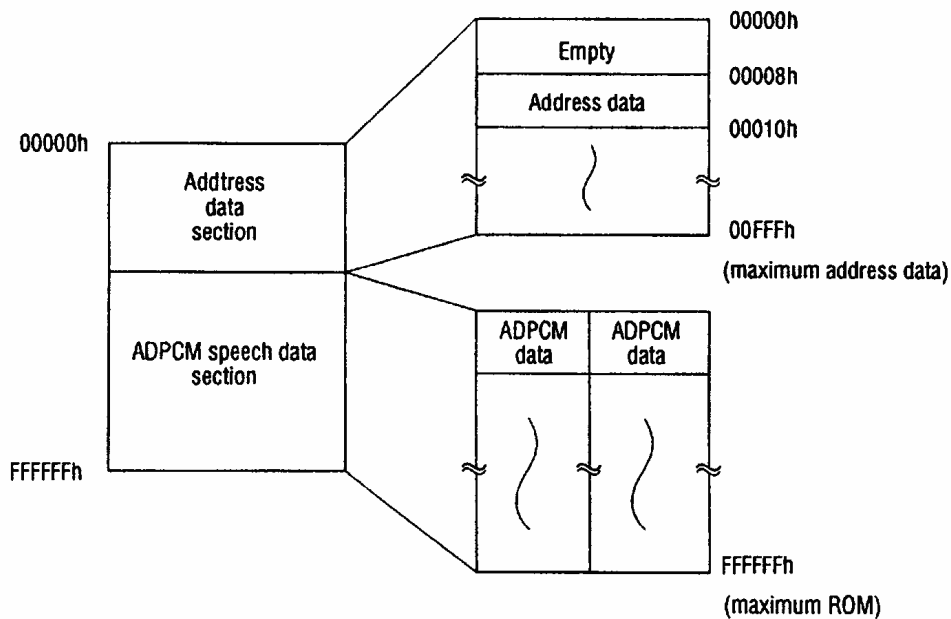 00000h
Addtress
data
section
ADPCM speech data
section
FFFFFFh
00000h
Empty
00008h
Address data
00010h
00FFFh
(maximum address data)
ADPCM
data
ADPCM
data
FFFFFFh
(maximum ROM)